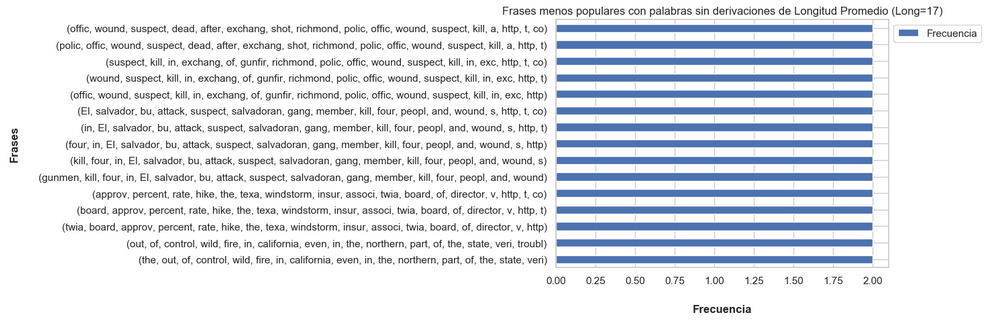 Frases menos populares con palabras sin derivaciones de Longitud Promedio (Long=17)
(offic, wound, suspect, dead, after, exchang, shot, richmond, polic, offic, wound, suspect, kill, a, http, t, co)
(polic, offic, wound, suspect, dead, after, exchang, shot, richmond, polic, offic, wound, suspect, kill, a, http, t)
(suspect, kill, in, exchang, of, gunfir, richmond, polic, offic, wound, suspect, kill, in, exc, http, t, co)
(wound, suspect, kill, in, exchang, of, gunfir, richmond, polic, offic, wound, suspect, kill, in, exc, http, t)
(offic, wound, suspect, kill, in, exchang, of, gunfir, richmond, polic, offic, wound, suspect, kill, in, exc, http)
(El, salvador, bu, attack, suspect, salvadoran, gang, member, kill, four, peopl, and, wound, s, http, t, co)
(in, El, salvador, bu, attack, suspect, salvadoran, gang, member, kill, four, peopl, and, wound, s, http, t)
(four, in, El, salvador, bu, attack, suspect, salvadoran, gang, member, kill, four, peopl, and, wound, s, http)
(kill, four, in, El, salvador, bu, attack, suspect, salvadoran, gang, member, kill, four, peopl, and, wound, s)
(gunmen, kill, four, in, El, salvador, bu, attack, suspect, salvadoran, gang, member, kill, four, peopl, and, wound)
(approv, percent, rate, hike, the, texa, windstorm, insur, associ, twia, board, of, director, v, http, t, co)
(board, approv, percent, rate, hike, the, texa, windstorm, insur, associ, twia, board, of, director, v, http, t)
(twia, board, approv, percent, rate, hike, the, texa, windstorm, insur, associ, twia, board, of, director, v, http)
(out, of, control, wild, fire, in, california, even, in, the, northern, part, of, the, state, veri, troubl)
(the, out, of, control, wild, fire, in, california, even, in, the, northern, part, of, the, state, veri)
Frases
0.00 0.25 0.50 0.75 1.00 1.25 1.50 1.75 2.00
Frecuencia
Frecuencia